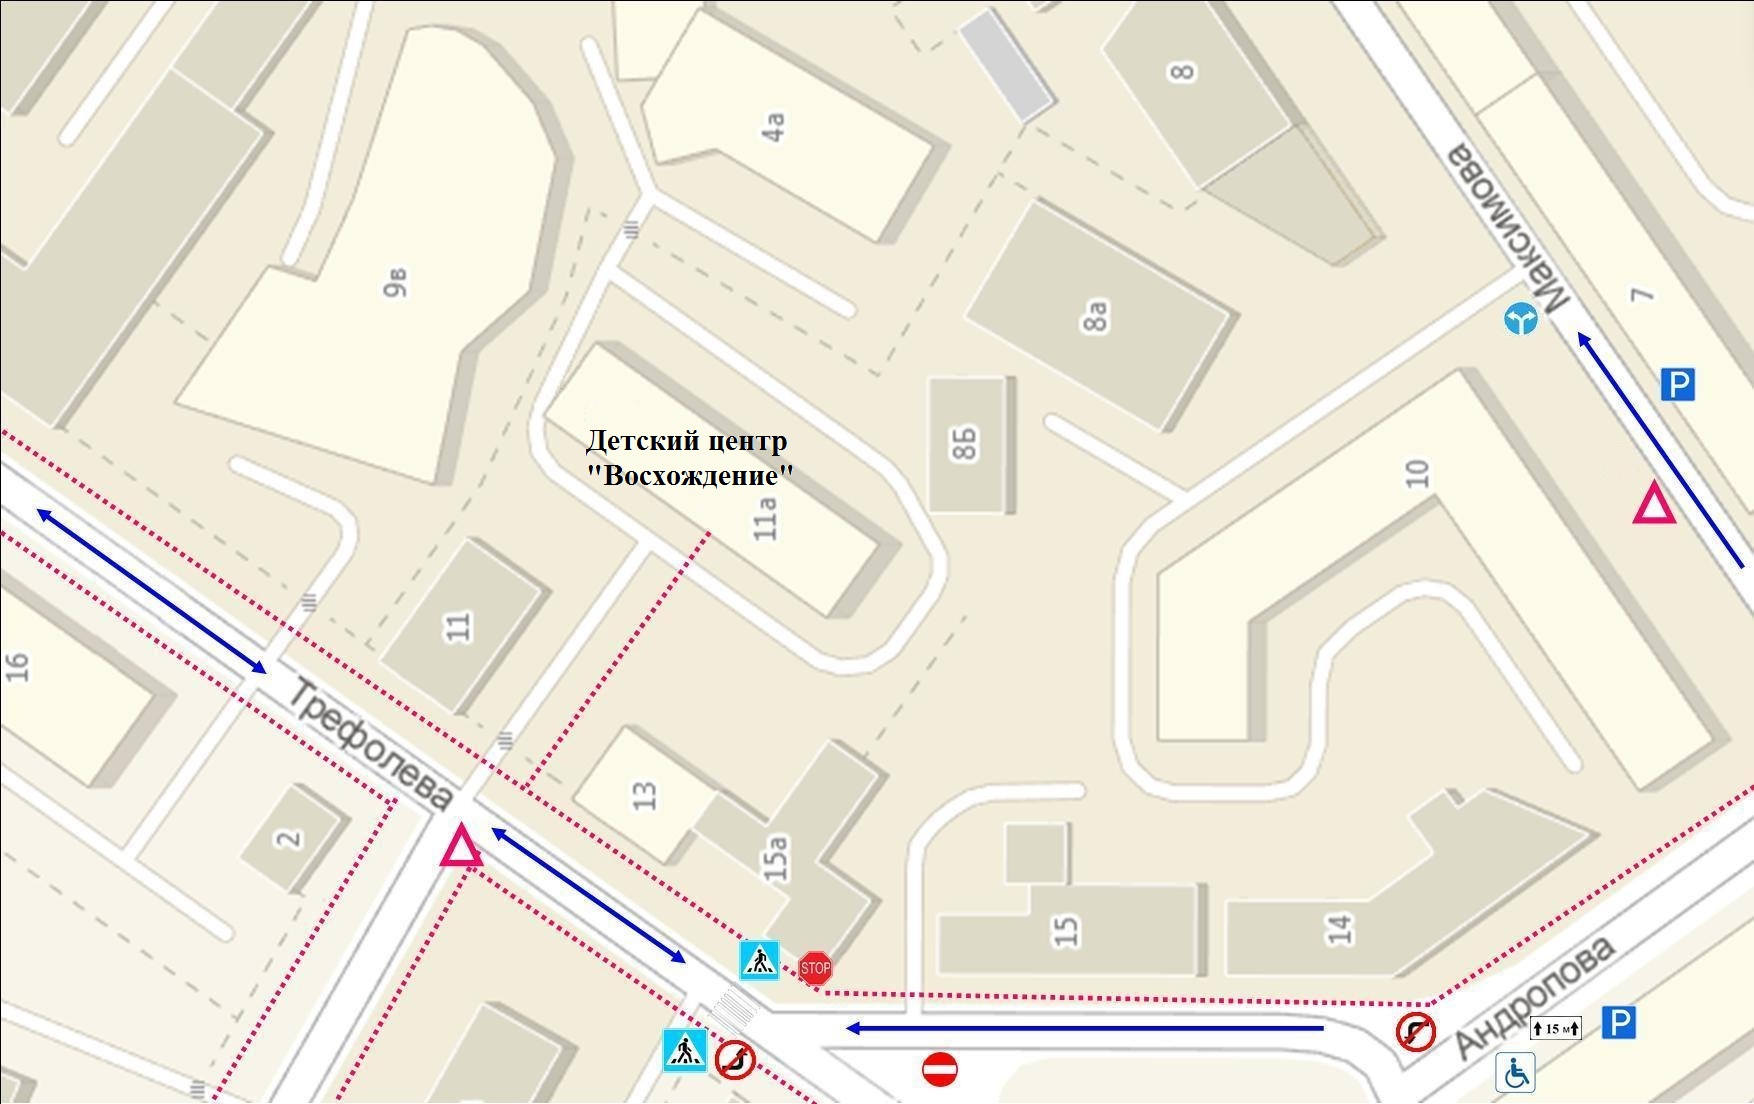 8
4а
Максимова
9в
7
8а
P
Детский центр
"Восхождение"
8Б
10
11а
11
16
Трефолева
13
2
15а
15
14
STOP
Андропова
15 м
P